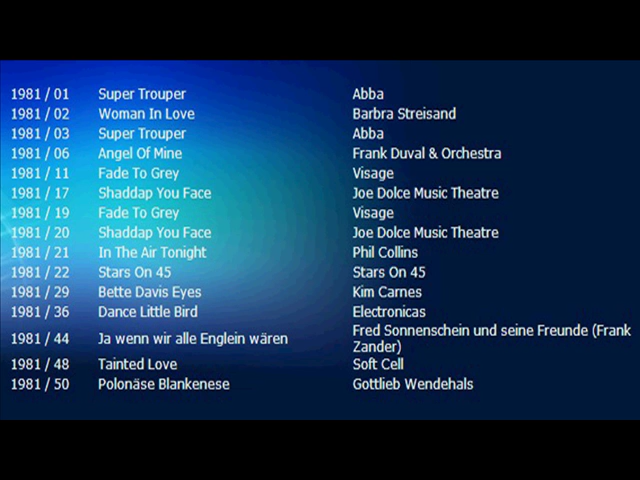 1981 / 01 Super Trouper Abba
1981 / 02 Woman In Love Barbra Streisand
1981 / 03 Super Trouper Abba
1981 / 06 Angel Of Mine Frank Duval & Orchestra
1981 / 11 Fade To Grey Visage
1981 / 17 Shaddap You Face Joe Dolce Music Theatre
1981 / 19 Fade To Grey Visage
1981 / 20 Shaddap You Face Joe Dolce Music Theatre
1981 / 21 In The Air Tonight Phil Collins
1981 / 22 Stars On 45 Stars On 45
1981 / 29 Bette Davis Eyes Kim Carnes
1981 / 36 Dance Little Bird Electronicas
1981 / 44 Ja wenn wir alle Englein wären Fred Sonnenschein und seine Freunde (Frank
Zander)
1981 / 48 Tainted Love Soft Cell
1981 / 50 Polonäse Blankenese Gottlieb Wendehals